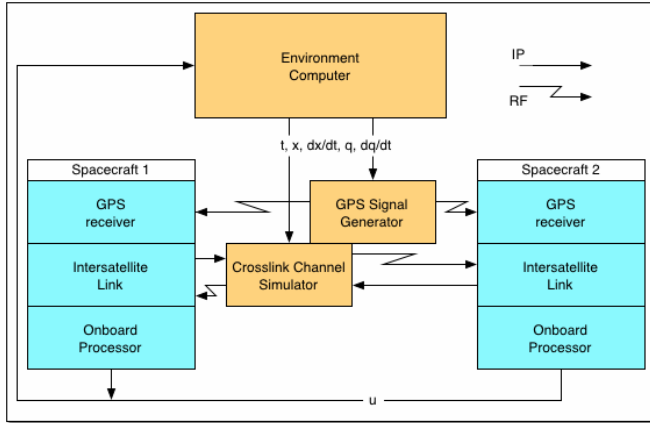 Environment
Computer
IP
RF
t, x, dx/dt, q, dq/dt
Spacecraft 1
GPS
receiver
Intersatellite
Link
Onboard
Processor
GPS Signal
Generator
Crosslink Channel
Simulator
Spacecraft 2
GPS
receiver
Intersatellite
Link
Onboard
Processor
u